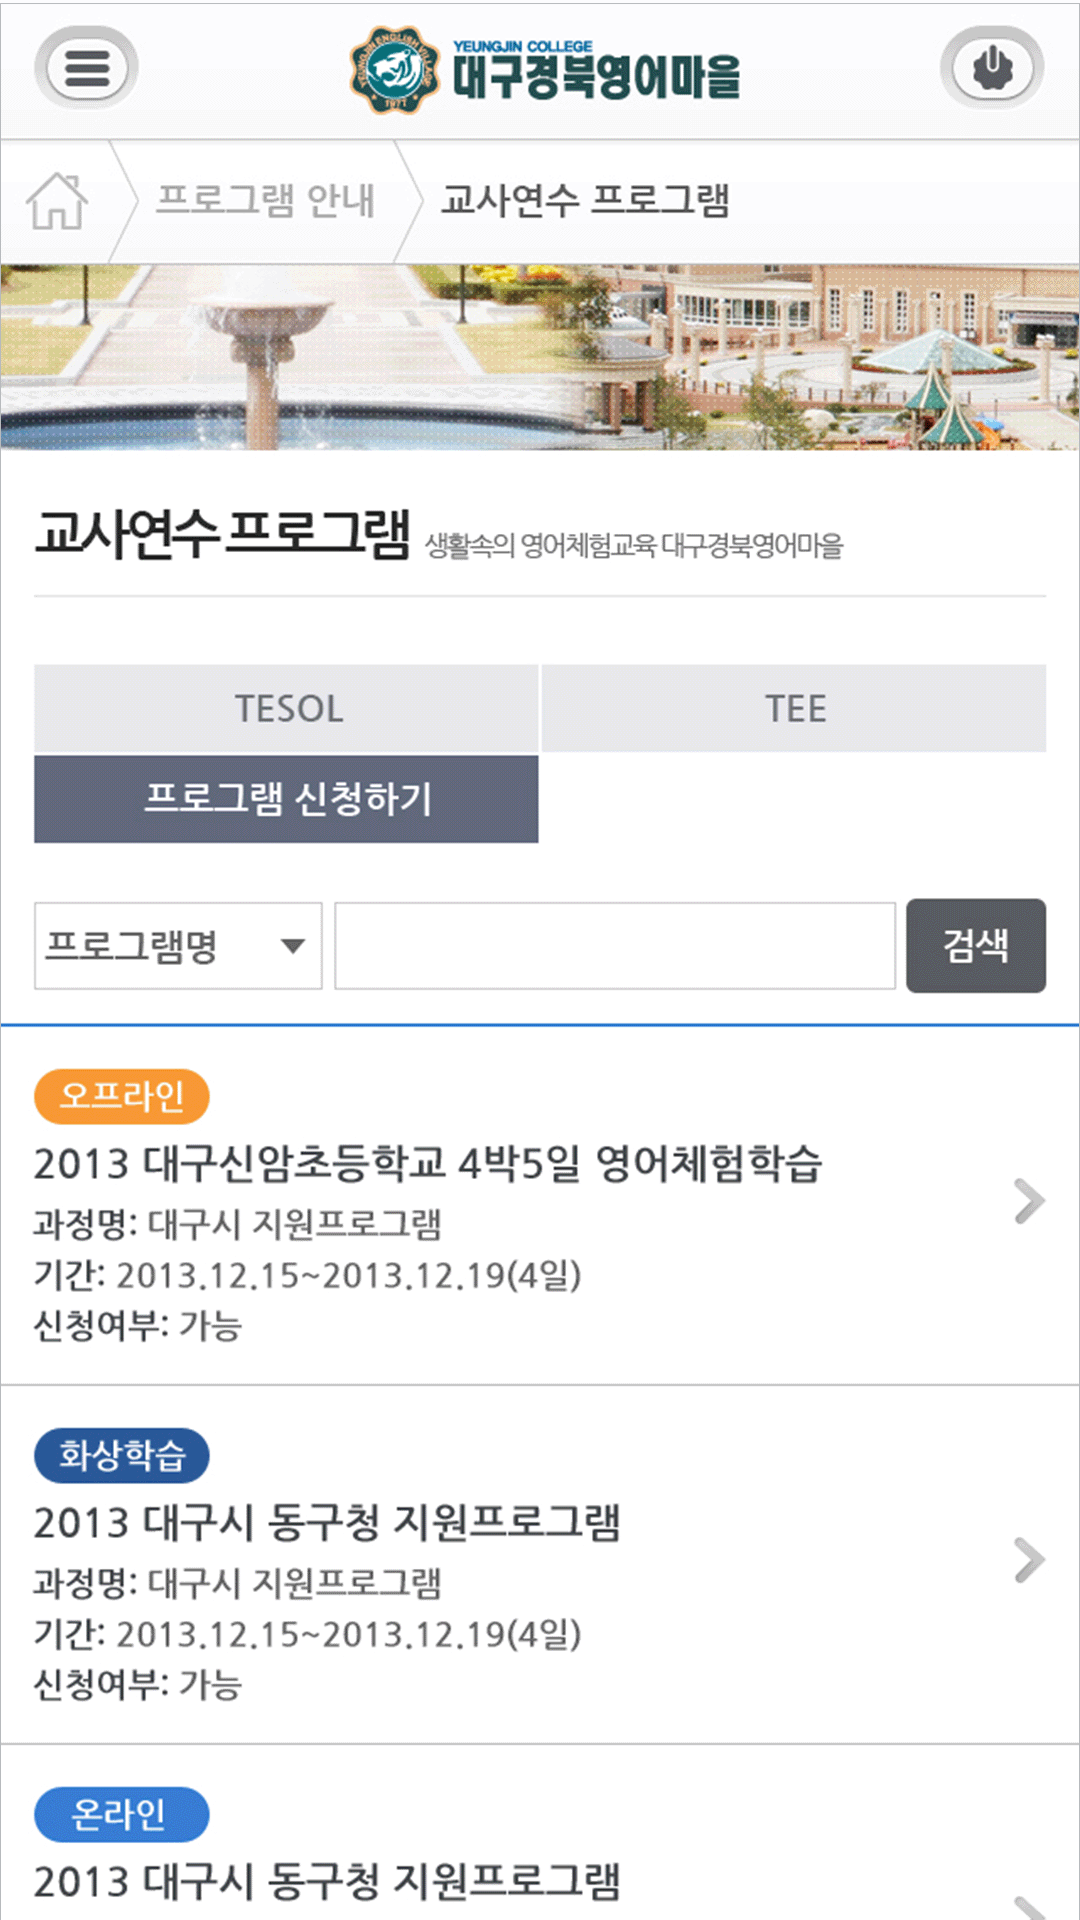 YEUNGJIN ENGLISH VILLAGE
1977
YEUNGJIN COLLEGE
대구경북영어마을
프로그램 안내
교사연수 프로그램
교사연수 프로그램 생활속의 영어체험교육 대구경북영어마을
TESOL TEE
프로그램 신청하기
프로그램명 검색
오프라인
2013 대구신암초등학교 4박5일 영어체험학습
과정명: 대구시 지원프로그램
기간: 2013.12.15~2013.12.19(4일)
신청여부: 가능
화상학습
2013 대구시 동구청 지원프로그램
과정명: 대구시 지원프로그램
기간: 2013.12.15~2013.12.19(4일)
신청여부: 가능
온라인
2013 대구시 동구청 지원프로그램